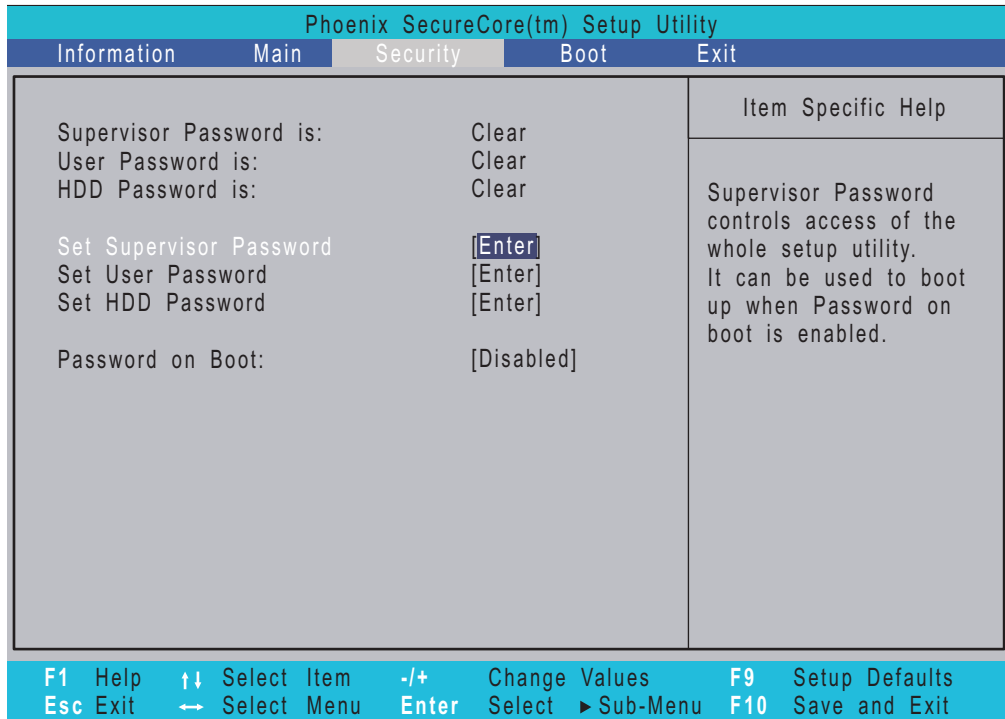 Phoenix SecureCore(tm) Setup Utility
Information Main Security Boot Exit
Supervisor Password is: Clear
User Password is: Clear
HDD Password is: Clear
Set Supervisor Password [Enter]
Set User Password [Enter]
Set HDD Password [Enter]
Password on Boot: [Disabled]
Item Specific Help
Supervisor Password
controls access of the
whole setup utility.
It can be used to boot
up when Password on
boot is enabled.
F1 Help ↑↓ Select Item -/+ Change Values F9 Setup Defaults
Esc Exit ↔ Select Menu Enter Select ▸ Sub-Menu F10 Save and Exit